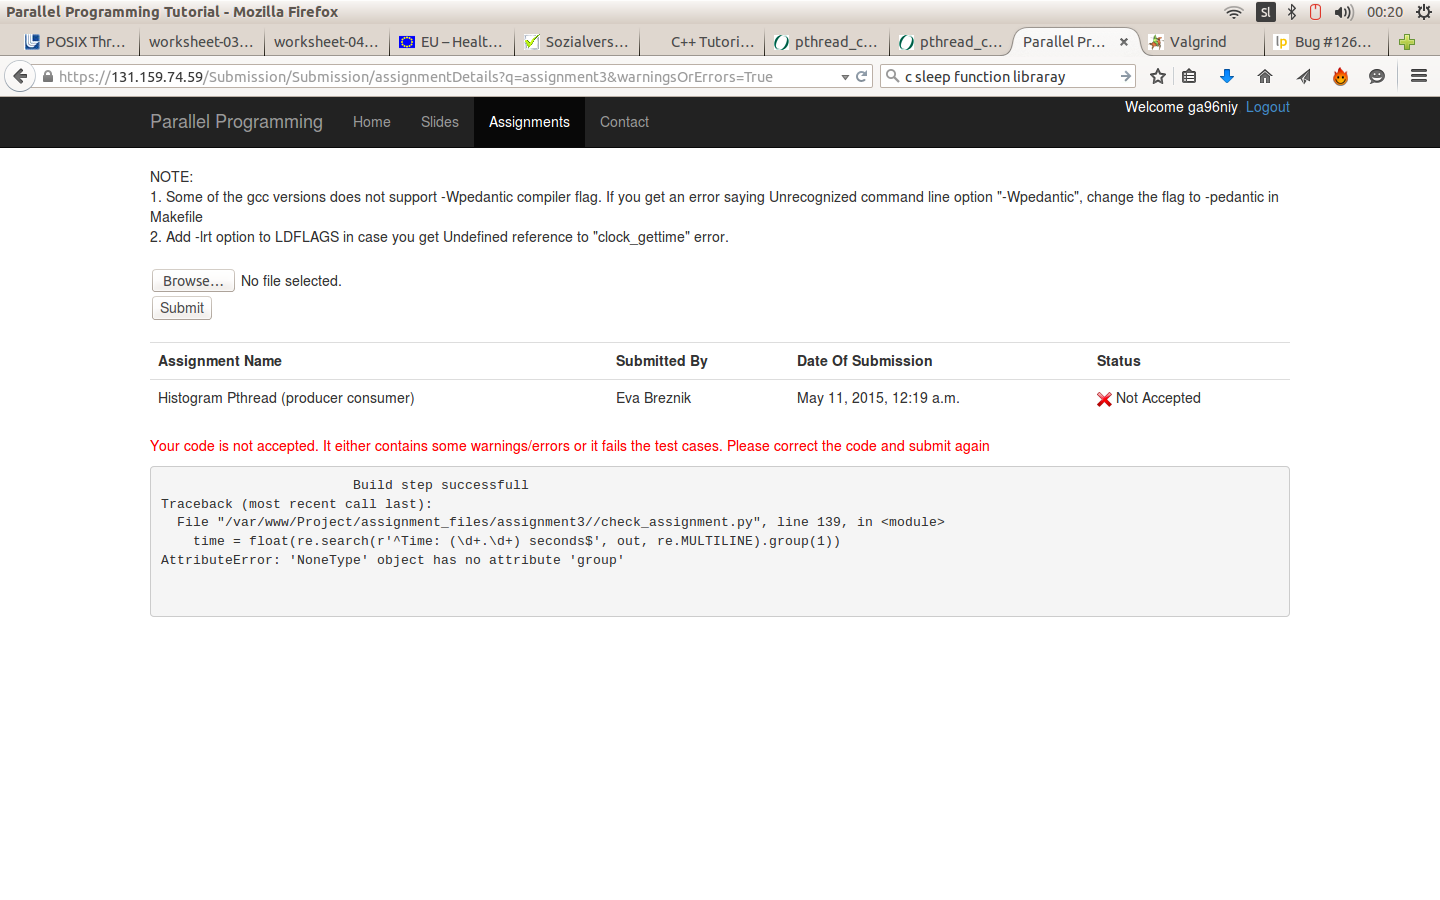 Parallel Programming Tutorial - Mozilla Firefox
Sl
00:20
POSIX Thr...
worksheet-03...
worksheet-04...
EU – Healt...
Sozialvers...
C++ Tutori...
pthread_c...
pthread_c...
Parallel Pr...
Valgrind
lp Bug #126...
https://131.159.74.59/Submission/Submission/assignmentDetails?q=assignment3&warningsOrErrors=True
c sleep function libraray
Parallel Programming
Home
Slides
Assignments
Contact
Welcome ga96niy Logout
NOTE:
1. Some of the gcc versions does not support -Wpedantic compiler flag. If you get an error saying Unrecognized command line option "-Wpedantic", change the flag to -pedantic in
Makefile
2. Add -lrt option to LDFLAGS in case you get Undefined reference to "clock_gettime" error.
Browse... No file selected.
Submit
Assignment Name Submitted By Date Of Submission Status
Histogram Pthread (producer consumer) Eva Breznik May 11, 2015, 12:19 a.m. Not Accepted
Your code is not accepted. It either contains some warnings/errors or it fails the test cases. Please correct the code and submit again
Build step successfull
Traceback (most recent call last):
File "/var/www/Project/assignment_files/assignment3//check_assignment.py", line 139, in <module>
time = float(re.search(r'^Time: (\d+.\d+) seconds$', out, re.MULTILINE).group(1))
AttributeError: 'NoneType' object has no attribute 'group'